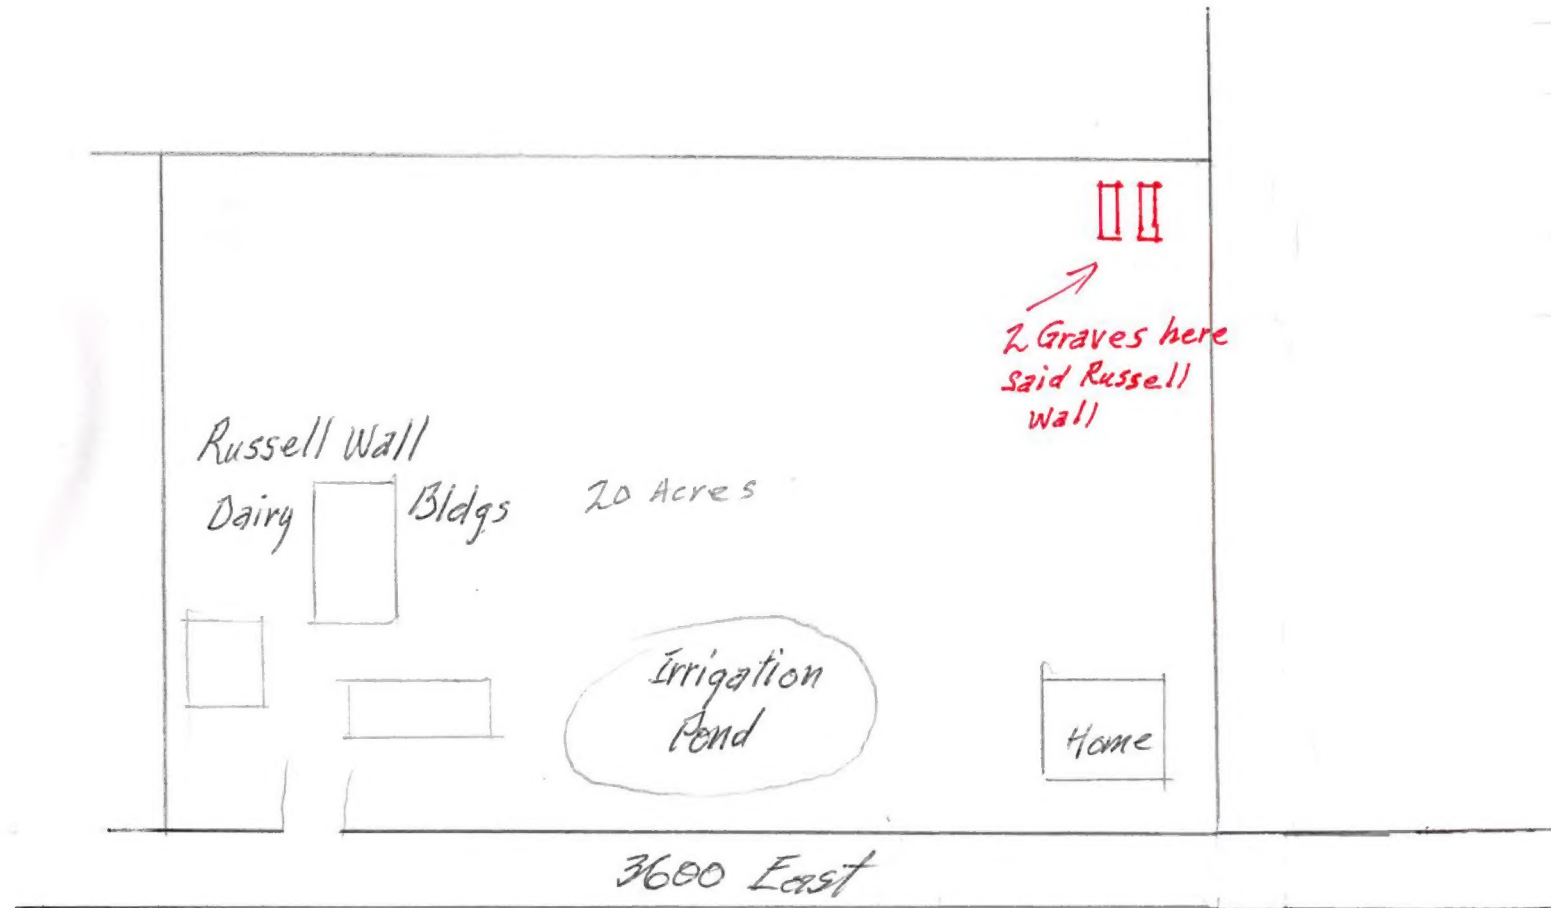 2 Graves here
said Russell
Wall
Russell Wall
Dairy Bldgs
20 Acres
Irrigation
Pond
Home
3600 East